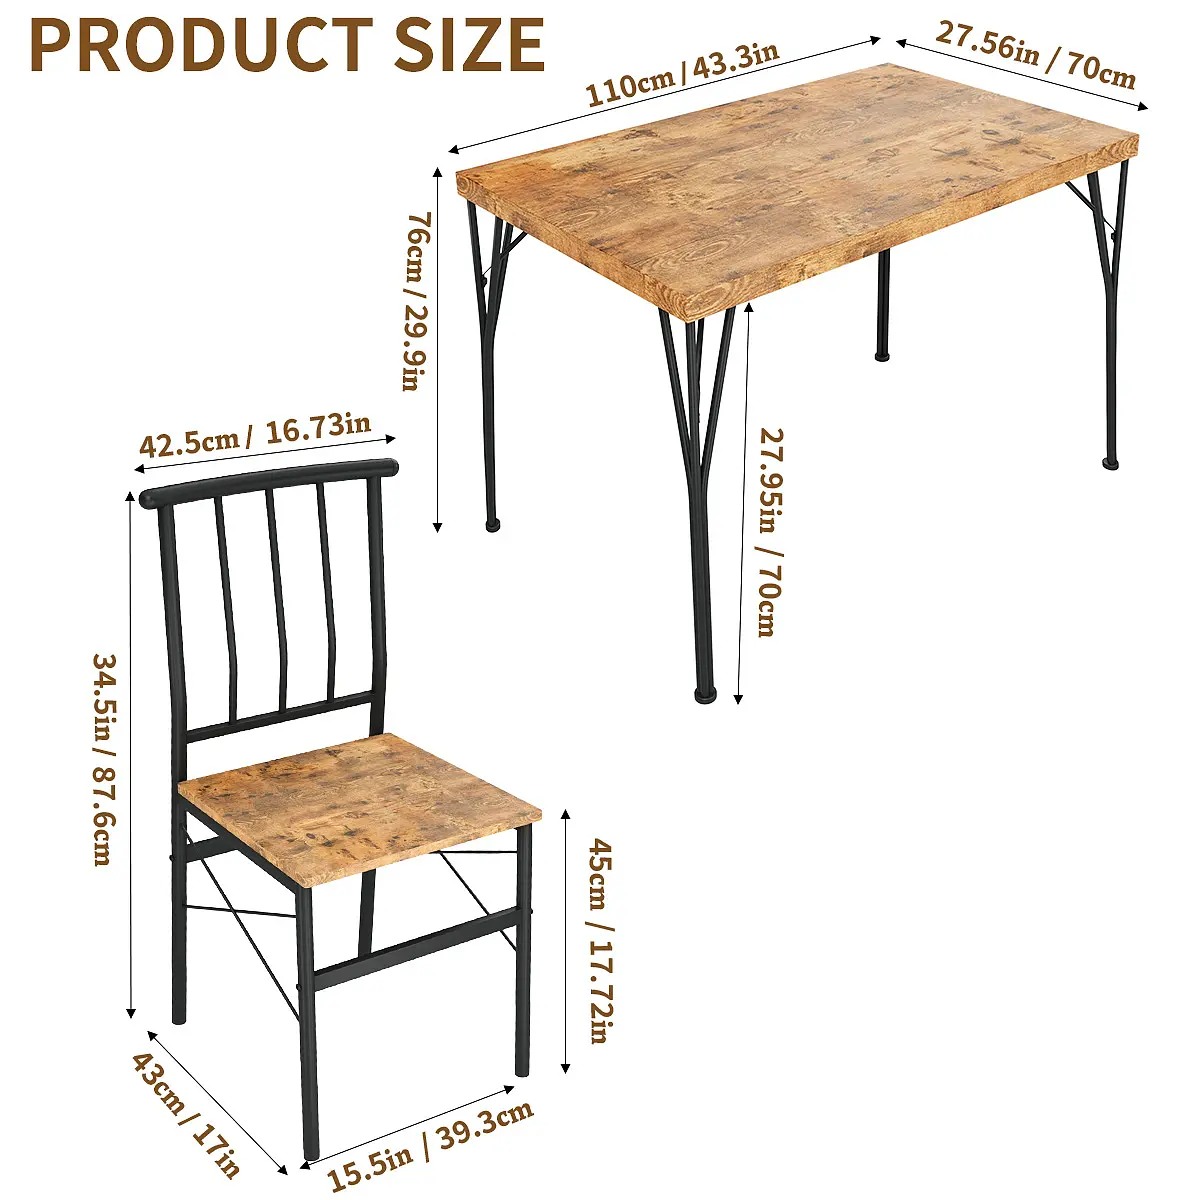 PRODUCT SIZE
110cm / 43.3in
27.56in / 70cm
76cm / 29.9in
27.95in / 70cm
42.5cm / 16.73in
34.5in / 87.6cm
45cm / 17.72in
43cm / 17in
15.5in / 39.3cm